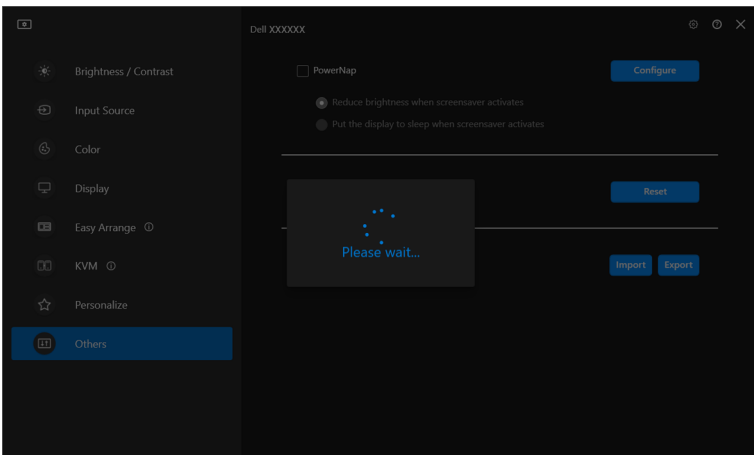 Dell XXXXXX
Brightness / Contrast
Input Source
Color
Display
Easy Arrange
KVM
Personalize
Others
PowerNap
Configure
Reduce brightness when screensaver activates
Put the display to sleep when screensaver activates
Reset
Please wait...
Import Export